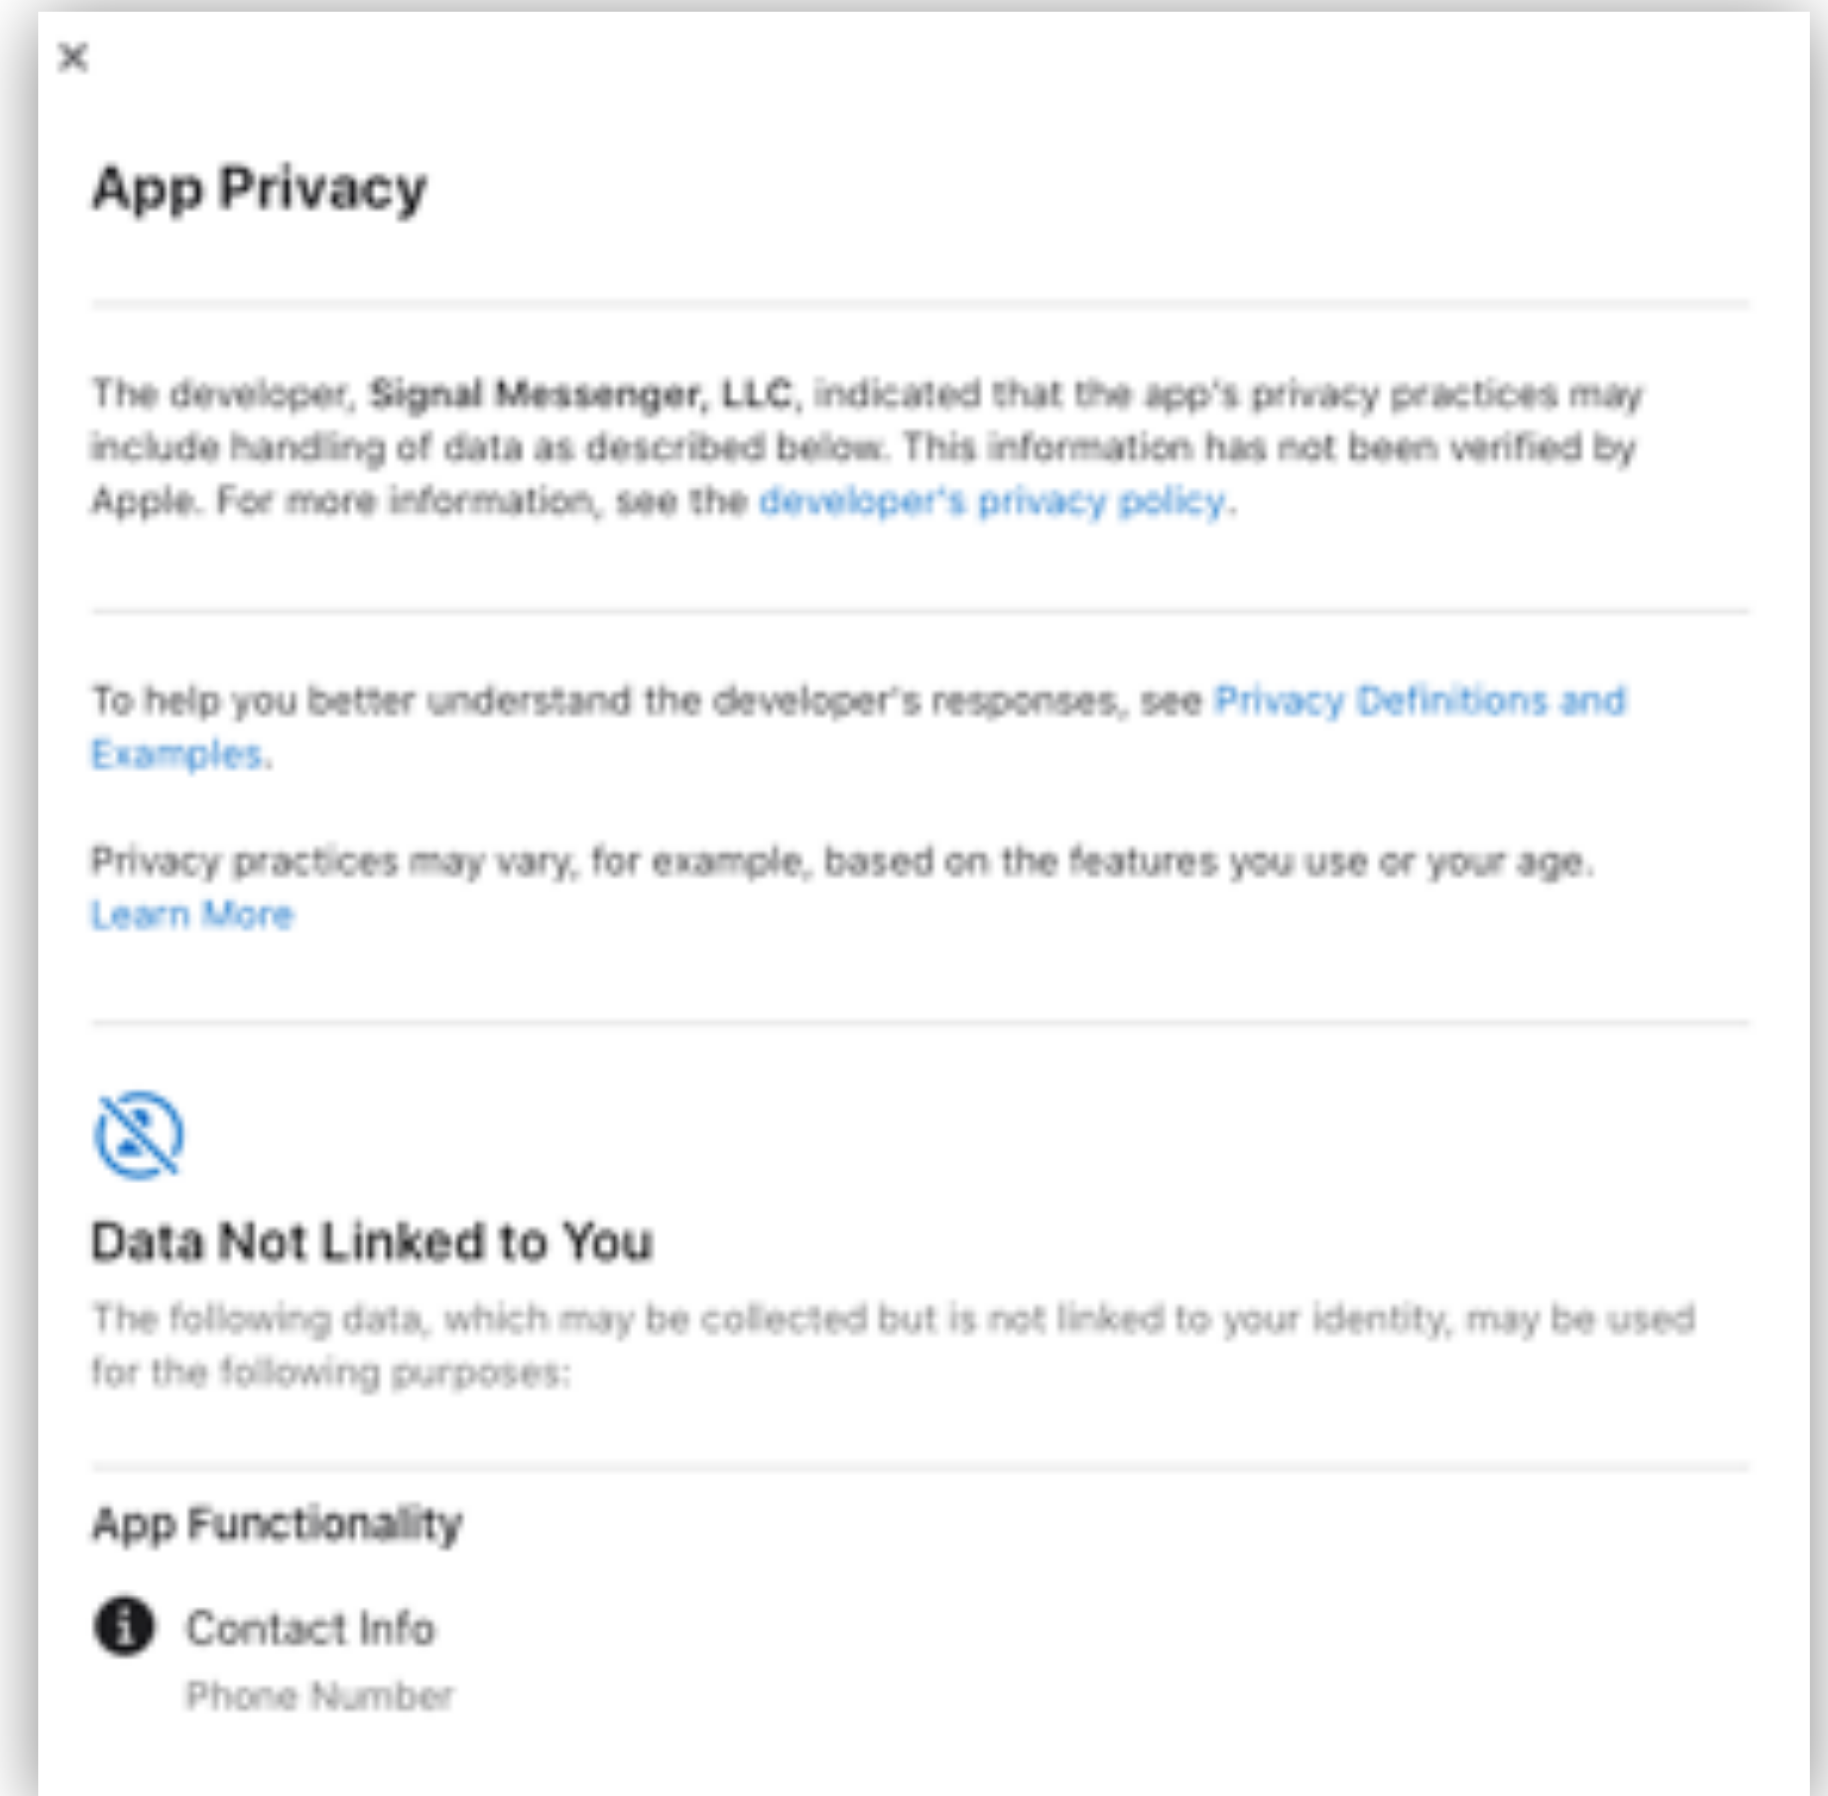 App Privacy
The developer, Signal Messenger, LLC, indicated that the app's privacy practices may
include handling of data as described below. This information has not been verified by
Apple. For more information, see the developer's privacy policy.
To help you better understand the developer's responses, see Privacy Definitions and
Examples.
Privacy practices may vary, for example, based on the features you use or your age.
Learn More
Data Not Linked to You
The following data, which may be collected but is not linked to your identity, may be used
for the following purposes:
App Functionality
Contact Info
Phone Number